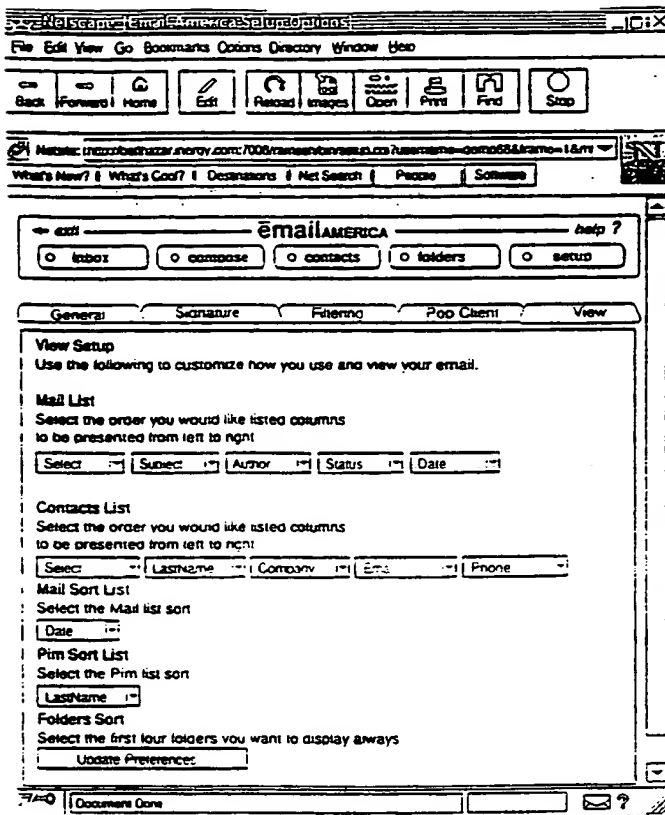 Netscape - [Email America Setup Options]
File Edit View Go Bookmarks Options Directory Window Help
Back Forward Home Edit Reload Images Open Print Find Stop
Netsite:
What's New? What's Cool? Destinations Net Search People Software
exit ēmailAMERICA help ?
inbox compose contacts folders setup
General Signature Filtering Pop Client View
View Setup
Use the following to customize how you use and view your email.
Mail List
Select the order you would like listed columns
to be presented from left to right
Select Subject Author Status Date
Contacts List
Select the order you would like listed columns
to be presented from left to right
Select LastName Company Email Phone
Mail Sort List
Select the Mail list sort
Date
Pim Sort List
Select the Pim list sort
LastName
Folders Sort
Select the first four folders you want to display always
Update Preferences
Document Done